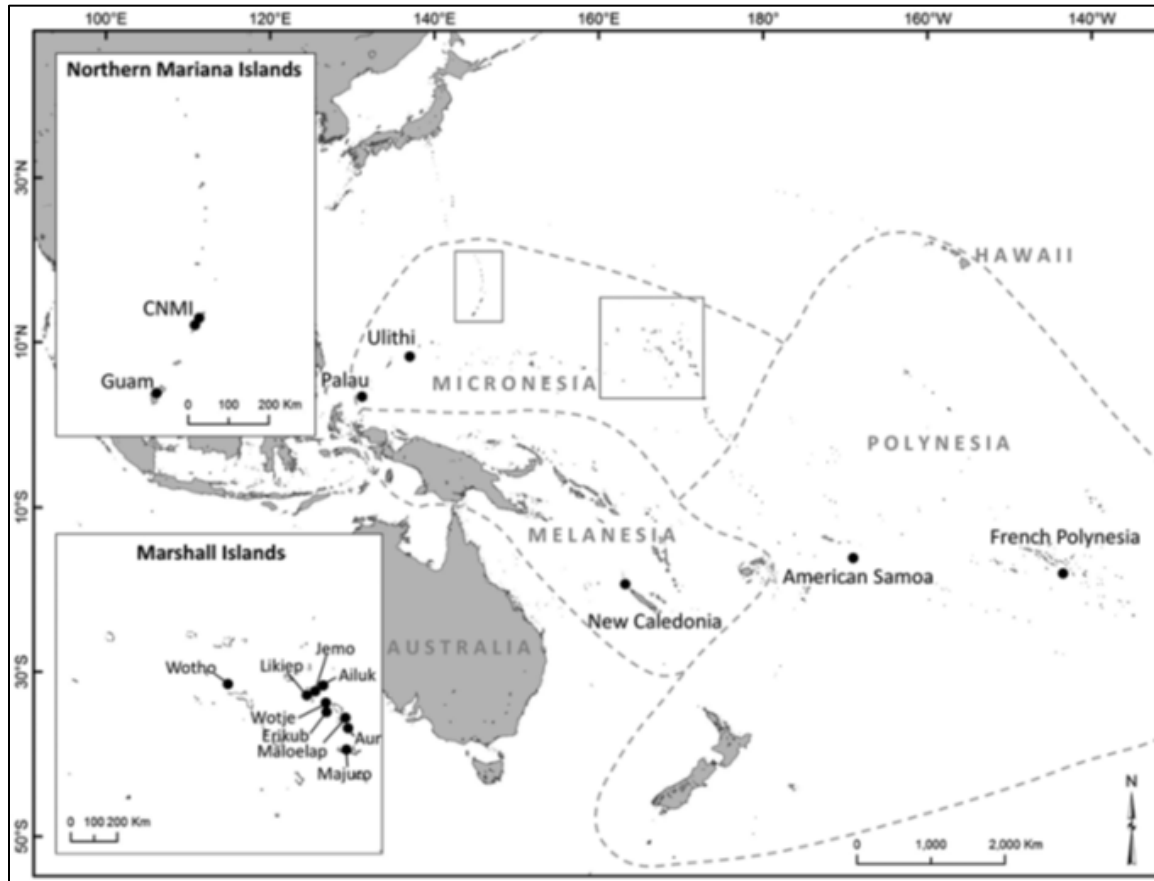 100°E
120°E
140°E
160°E
180°
160°W
140°W
30°N
10°N
10°S
30°S
50°S
Northern Mariana Islands
CNMI
Guam
0 100 200 Km
HAWAII
Ulithi
Palau
MICRONESIA
POLYNESIA
MELANESIA
French Polynesia
American Samoa
New Caledonia
AUSTRALIA
Marshall Islands
Jemo
Likiep
Ailuk
Wotho
Wotje
Erikub
Maloelap
Aur
Majuro
0 100 200 Km
N
0 1,000 2,000 Km